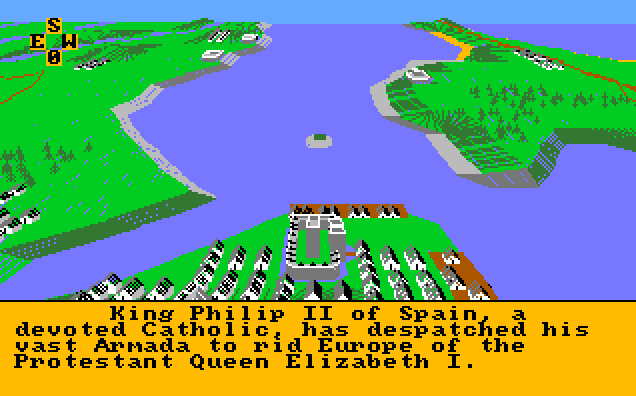 S
E W
0
King Philip II of Spain, a
devoted Catholic, has despatched his
vast Armada to rid Europe of the
Protestant Queen Elizabeth I.